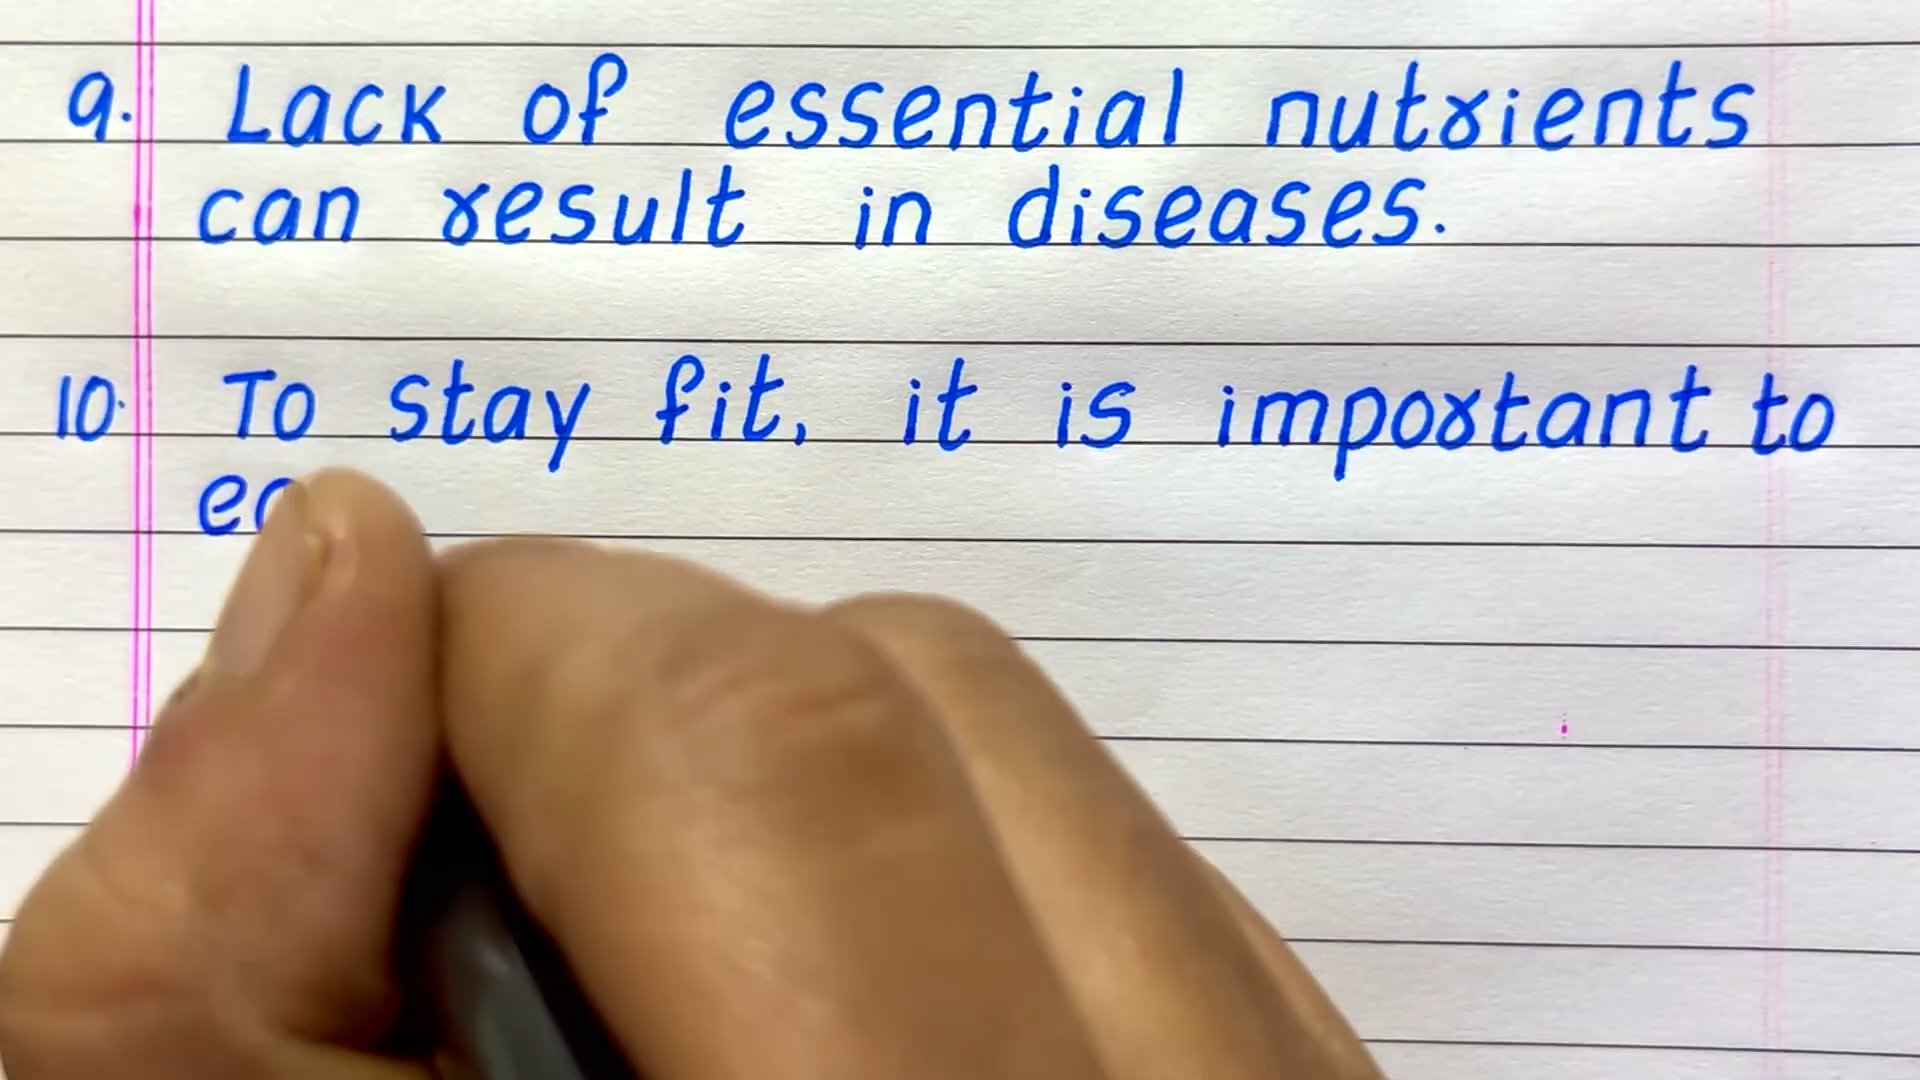 9. Lack of essential nutrients
can result in diseases.
10. To stay fit, it is important to